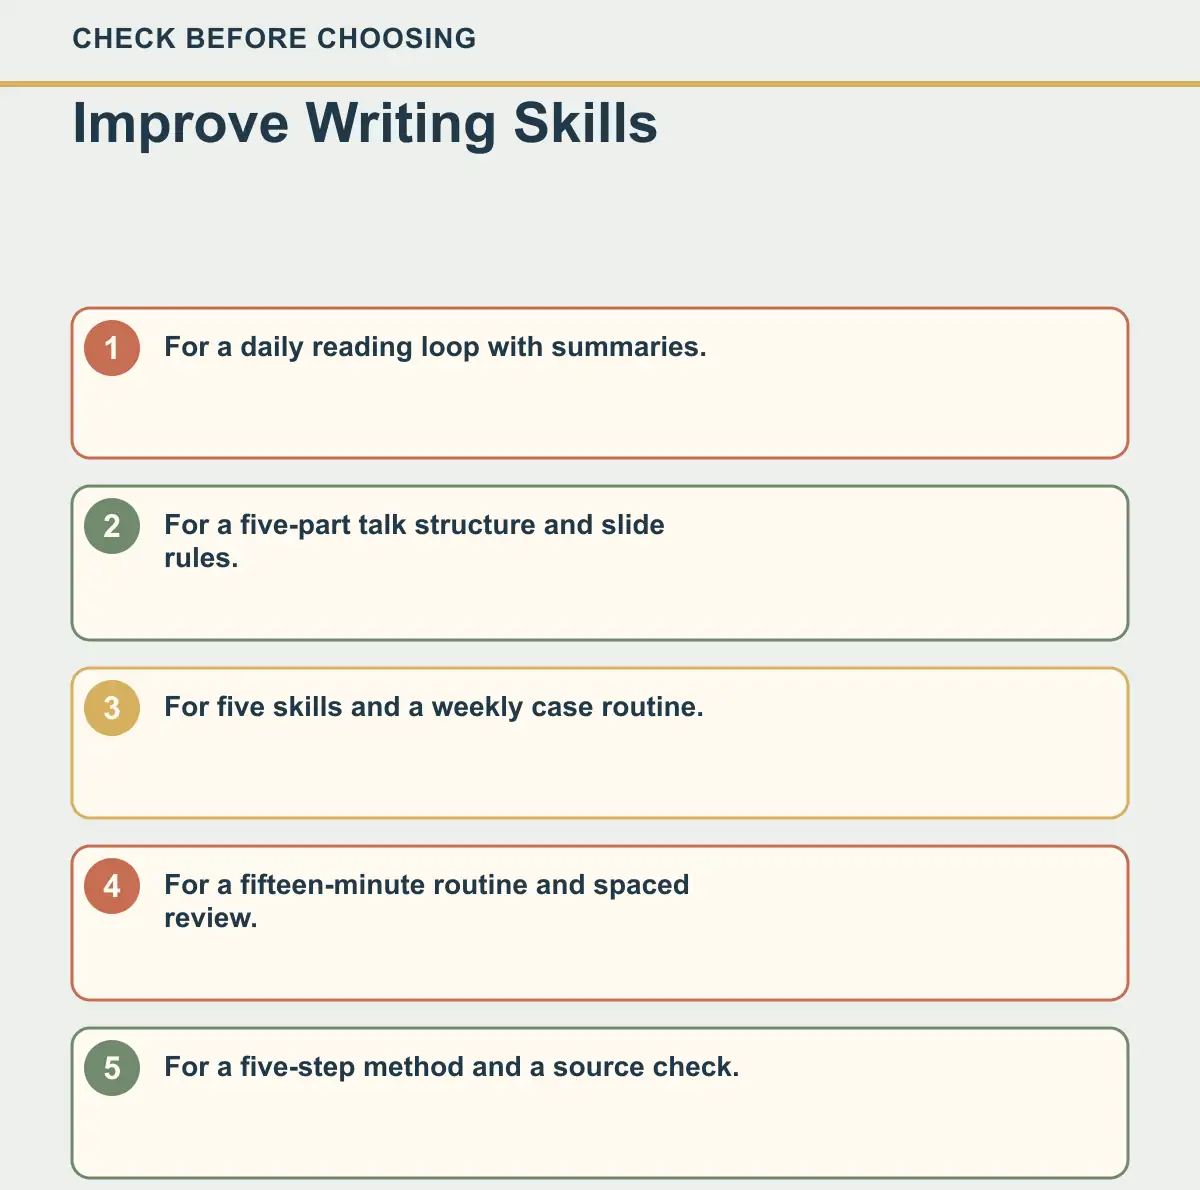 CHECK BEFORE CHOOSING
Improve Writing Skills
1
For a daily reading loop with summaries.
2
For a five-part talk structure and slide
rules.
3
For five skills and a weekly case routine.
4
For a fifteen-minute routine and spaced
review.
5
For a five-step method and a source check.